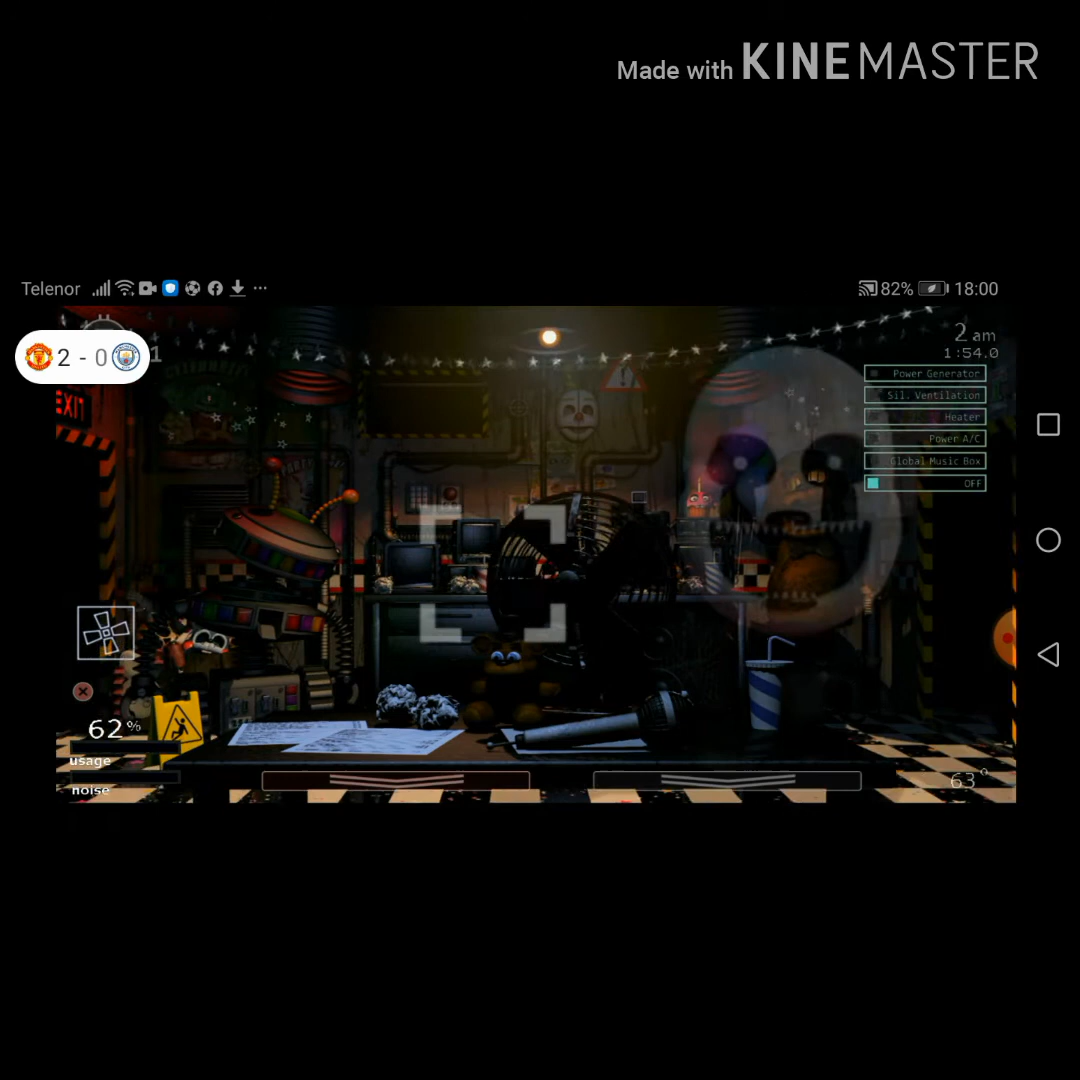 Made with KINEMASTER
Telenor
82% 18:00
2 - 0
1
EXIT
2 am
1:54.0
Power Generator
Sil. Ventilation
Heater
Power A/C
Global Music Box
OFF
62%
usage
noise
63°